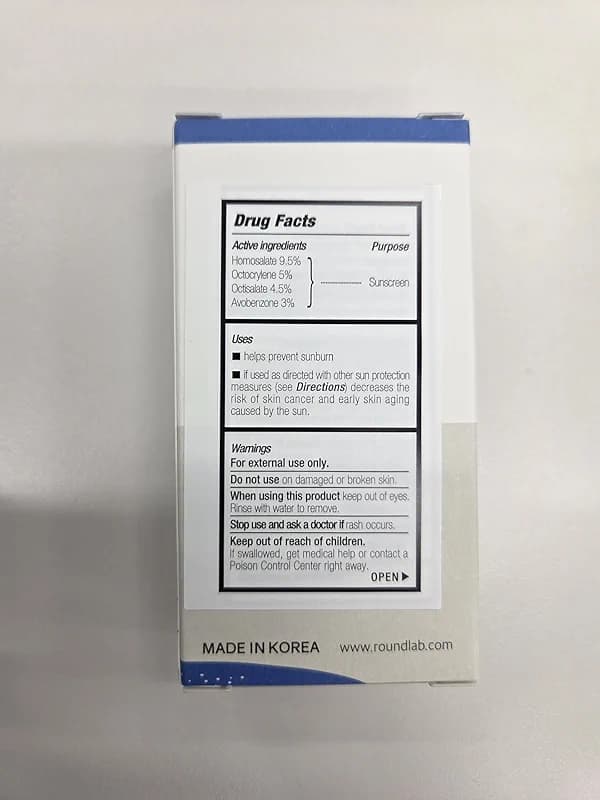 Drug Facts
Active ingredients Purpose
Homosalate 9.5%
Octocrylene 5%
Octisalate 4.5%
Avobenzone 3%
Sunscreen
Uses
■ helps prevent sunburn
■ if used as directed with other sun protection
measures (see Directions) decreases the
risk of skin cancer and early skin aging
caused by the sun.
Warnings
For external use only.
Do not use on damaged or broken skin.
When using this product keep out of eyes.
Rinse with water to remove.
Stop use and ask a doctor if rash occurs.
Keep out of reach of children.
If swallowed, get medical help or contact a
Poison Control Center right away.
OPEN ▶
MADE IN KOREA www.roundlab.com